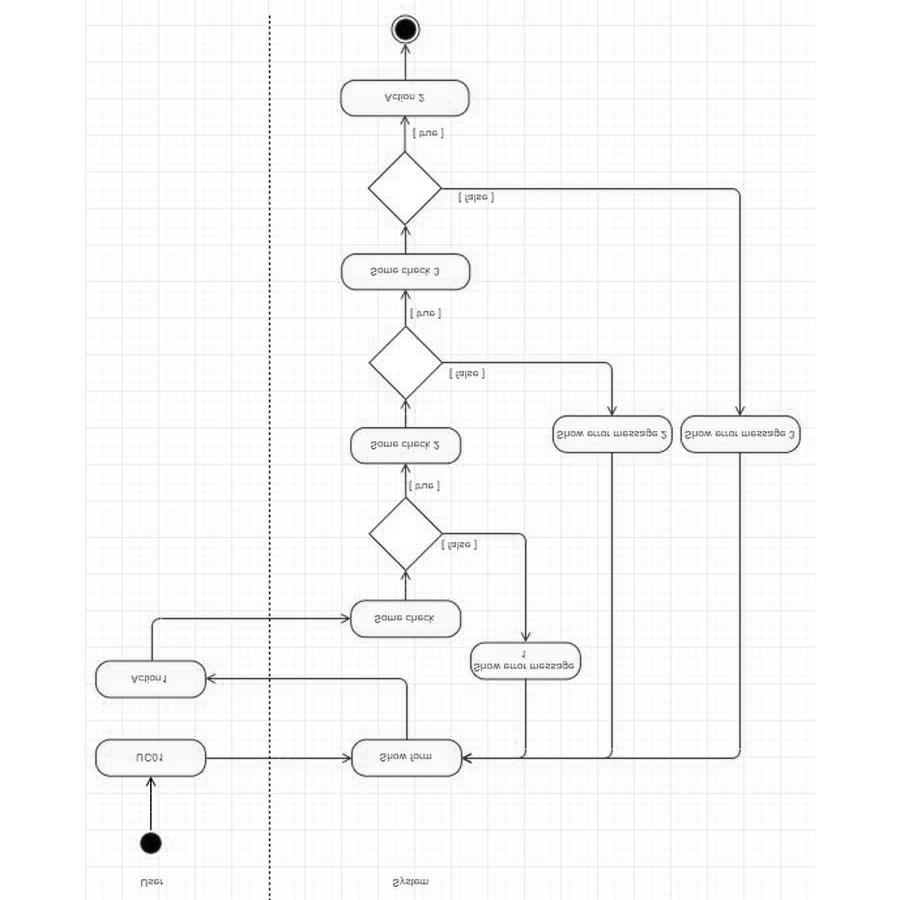 User
System
UC01
Show form
Action1
Show error message
1
Some check
[ false ]
[ true ]
Some check 2
Show error message 2
Show error message 3
[ false ]
[ true ]
Some check 3
[ false ]
[ true ]
Action 2